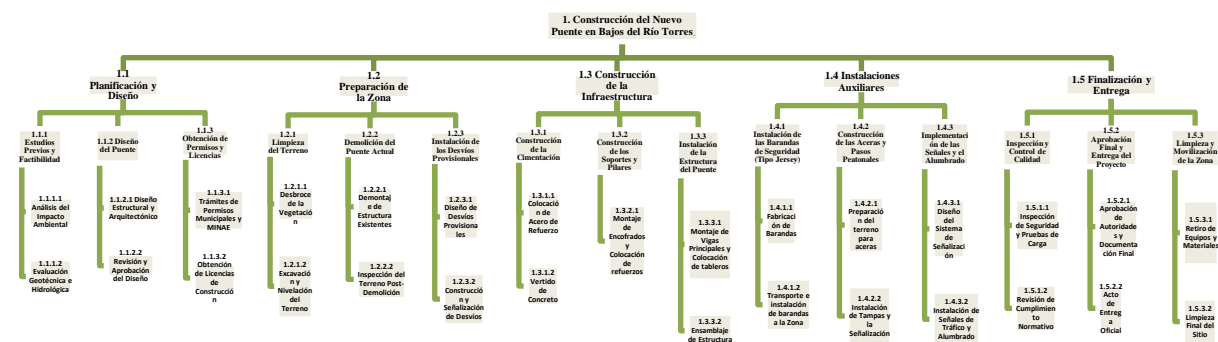 1. Construcción del Nuevo
Puente en Bajos del Río Torres
1.1
Planificación y
Diseño
1.2
Preparación de
la Zona
1.3 Construcción
de la
Infraestructura
1.4 Instalaciones
Auxiliares
1.5 Finalización y
Entrega
1.1.1
Estudios
Previos y
Factibilidad
1.1.2 Diseño
del Puente
1.1.3
Obtención de
Permisos y
Licencias
1.2.1
Limpieza
del Terreno
1.2.2
Demolición del
Puente Actual
1.2.3
Instalación de
los Desvíos
Provisionales
1.3.1
Construcción
de la
Cimentación
1.3.2
Construcción
de los
Soportes y
Pilares
1.3.3
Instalación
de la
Estructura
del Puente
1.4.1
Instalación de
las Barandas
de Seguridad
(Tipo Jersey)
1.4.2
Construcción
de las Aceras y
Pasos
Peatonales
1.4.3
Implementaci
ón de las
Señales y el
Alumbrado
1.5.1
Inspección y
Control de
Calidad
1.5.2
Aprobación
Final y
Entrega del
Proyecto
1.5.3
Limpieza y
Movilización
de la Zona
1.1.1.1
Análisis del
Impacto
Ambiental
1.1.1.2
Evaluación
Geotécnica e
Hidrológica
1.1.2.1 Diseño
Estructural y
Arquitectónico
1.1.2.2
Revisión y
Aprobación
del Diseño
1.1.3.1
Trámites de
Permisos
Municipales y
MINAE
1.1.3.2
Obtención
de Licencias
de
Construcció
n
1.2.1.1
Desbroce
de la
Vegetació
n
1.2.1.2
Excavació
n y
Nivelación
del
Terreno
1.2.2.1
Demontaj
e de
Estructura
Existentes
1.2.2.2
Inspección del
Terreno Post-
Demolición
1.2.3.1
Diseño de
Desvíos
Provisiona
les
1.2.3.2
Construcció
n y
Señalización
de Desvíos
1.3.1.1
Colocació
n de
Acero de
Refuerzo
1.3.1.2
Vertido de
Concreto
1.3.2.1
Montaje de
Encofrados y
Colocación de
refuerzos
1.3.3.1
Montaje de
Vigas
Principales y
Colocación
de tableros
1.3.3.2
Ensamblaje
de Estructura
1.4.1.1
Fabricaci
ón de
Barandas
1.4.1.2
Transporte e
instalación
de barandas
a la Zona
1.4.2.1
Preparaci
ón del
terreno
para
aceras
1.4.2.2
Instalación
de Tampas y
la
Señalización
1.4.3.1
Diseño
del
Sistema
de
Señalizaci
ón
1.4.3.2
Instalación de
Señales de
Tráfico y
Alumbrado
1.5.1.1
Inspección
de Seguridad
y Pruebas de
Carga
1.5.1.2
Revisión de
Cumplimient
o
Normativo
1.5.2.1
Aprobación
de
Autoridade
s y
Documenta
ción Final
1.5.2.2
Acto de
Entreg
a
Oficial
1.5.3.1
Retiro de
Equipos y
Materiales
1.5.3.2
Limpieza
Final del
Sitio